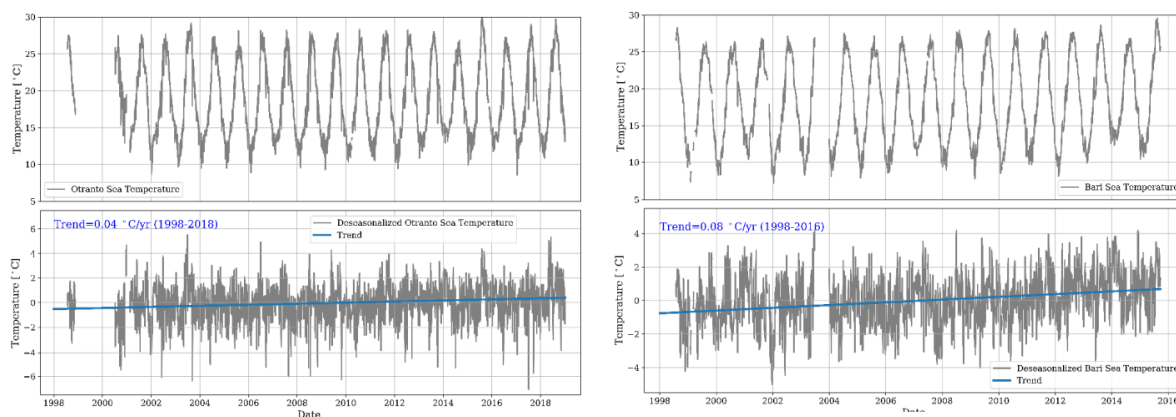 30
25
20
15
10
5
Temperature [°C]
Otranto Sea Temperature
Trend=0.04 °C/yr (1998-2018)
Deseasonalized Otranto Sea Temperature
Trend
6
4
2
0
−2
−4
−6
Temperature [°C]
1998 2000 2002 2004 2006 2008 2010 2012 2014 2016 2018
Date
30
25
20
15
10
5
Temperature [°C]
Bari Sea Temperature
Trend=0.08 °C/yr (1998-2016)
4
2
0
−2
−4
Temperature [°C]
Deseasonalized Bari Sea Temperature
Trend
1998 2000 2002 2004 2006 2008 2010 2012 2014
Date